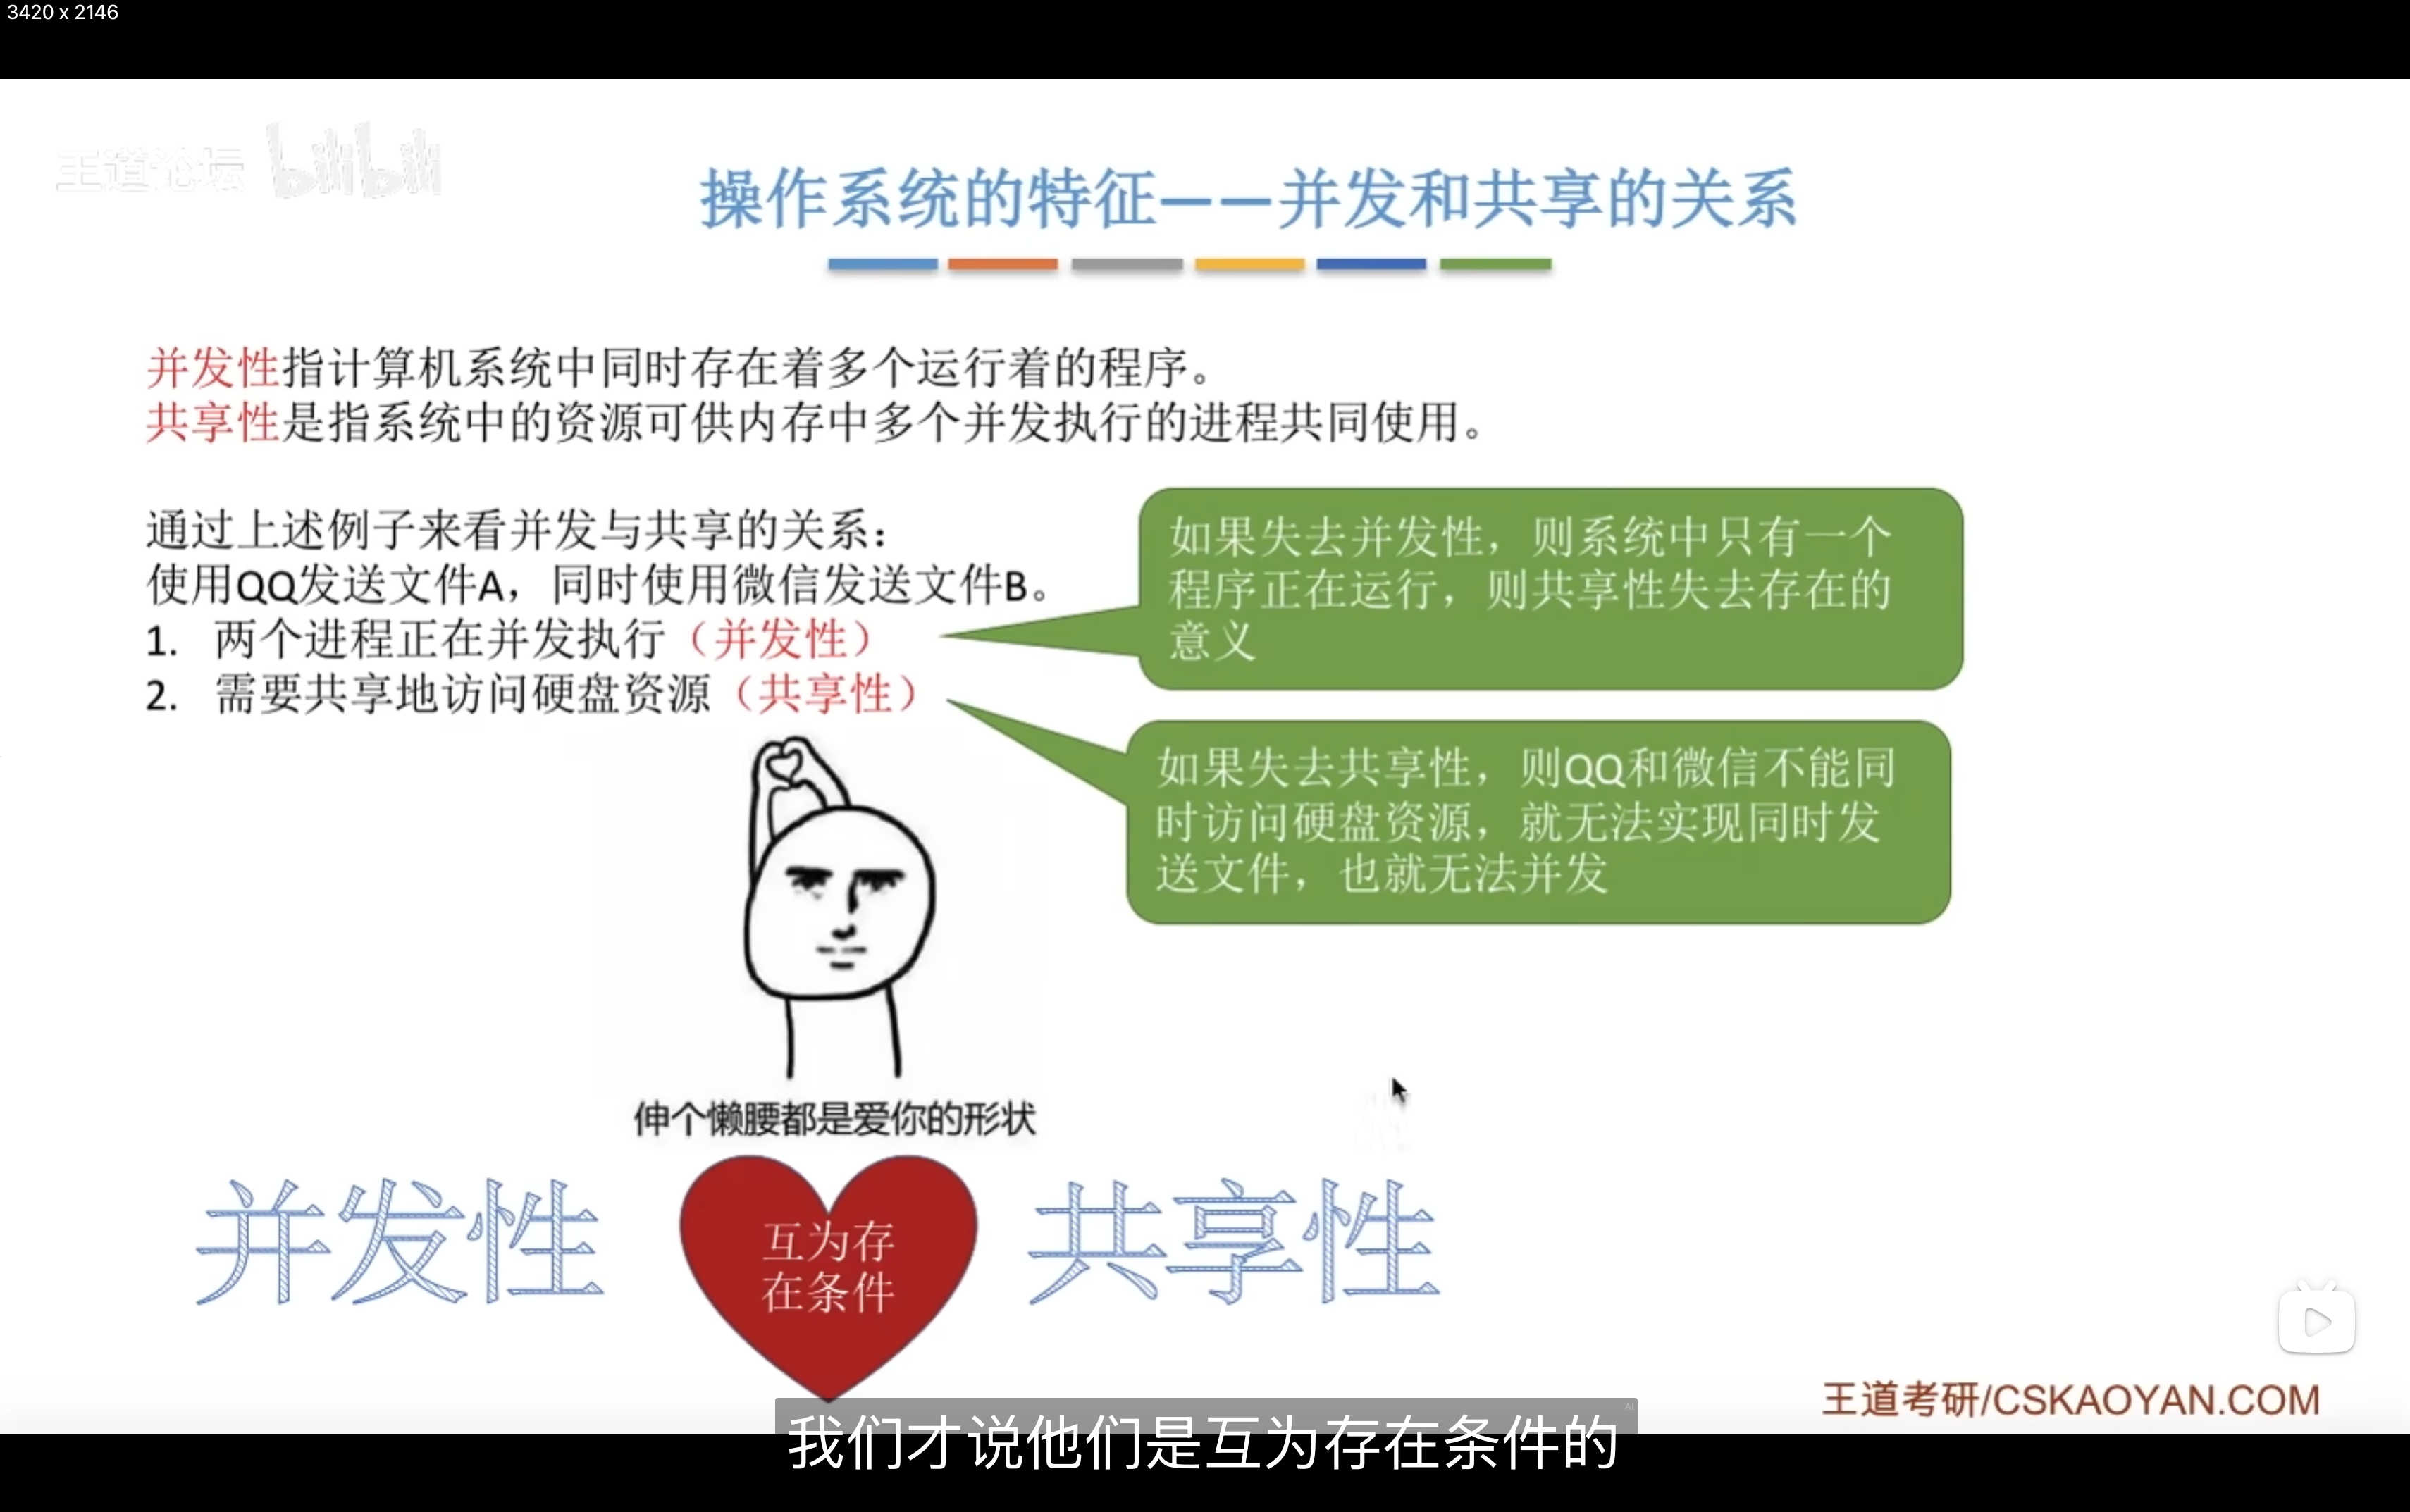 3420 x 2146
王道论坛 bilibili
操作系统的特征——并发和共享的关系
并发性指计算机系统中同时存在着多个运行着的程序。
共享性是指系统中的资源可供内存中多个并发执行的进程共同使用。
通过上述例子来看并发与共享的关系：
使用QQ发送文件A，同时使用微信发送文件B。
1. 两个进程正在并发执行（并发性）
2. 需要共享地访问硬盘资源（共享性）
如果失去并发性，则系统中只有一个
程序正在运行，则共享性失去存在的
意义
如果失去共享性，则QQ和微信不能同
时访问硬盘资源，就无法实现同时发
送文件，也就无法并发
伸个懒腰都是爱你的形状
并发性
互为存
在条件
共享性
王道考研/CSKAOYAN.COM
AI
我们才说他们是互为存在条件的